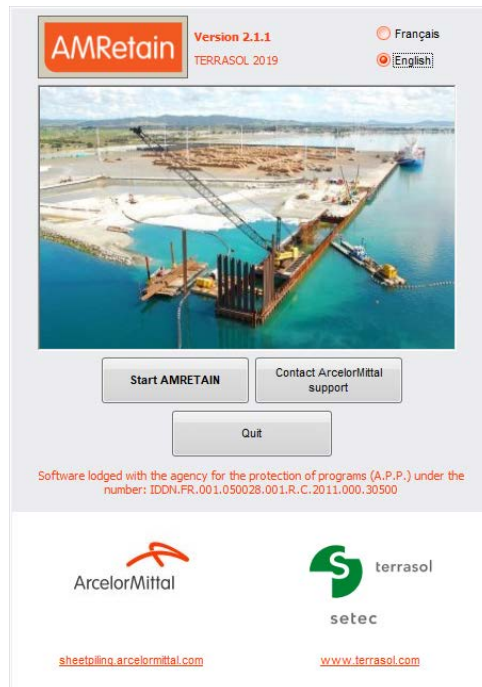 AMRetain
Version 2.1.1
TERRASOL 2019
Français
English
Start AMRETAIN
Contact ArcelorMittal
support
Quit
Software lodged with the agency for the protection of programs (A.P.P.) under the
number: IDDN.FR.001.050028.001.R.C.2011.000.30500
ArcelorMittal
terrasol
setec
sheetpiling.arcelormittal.com
www.terrasol.com